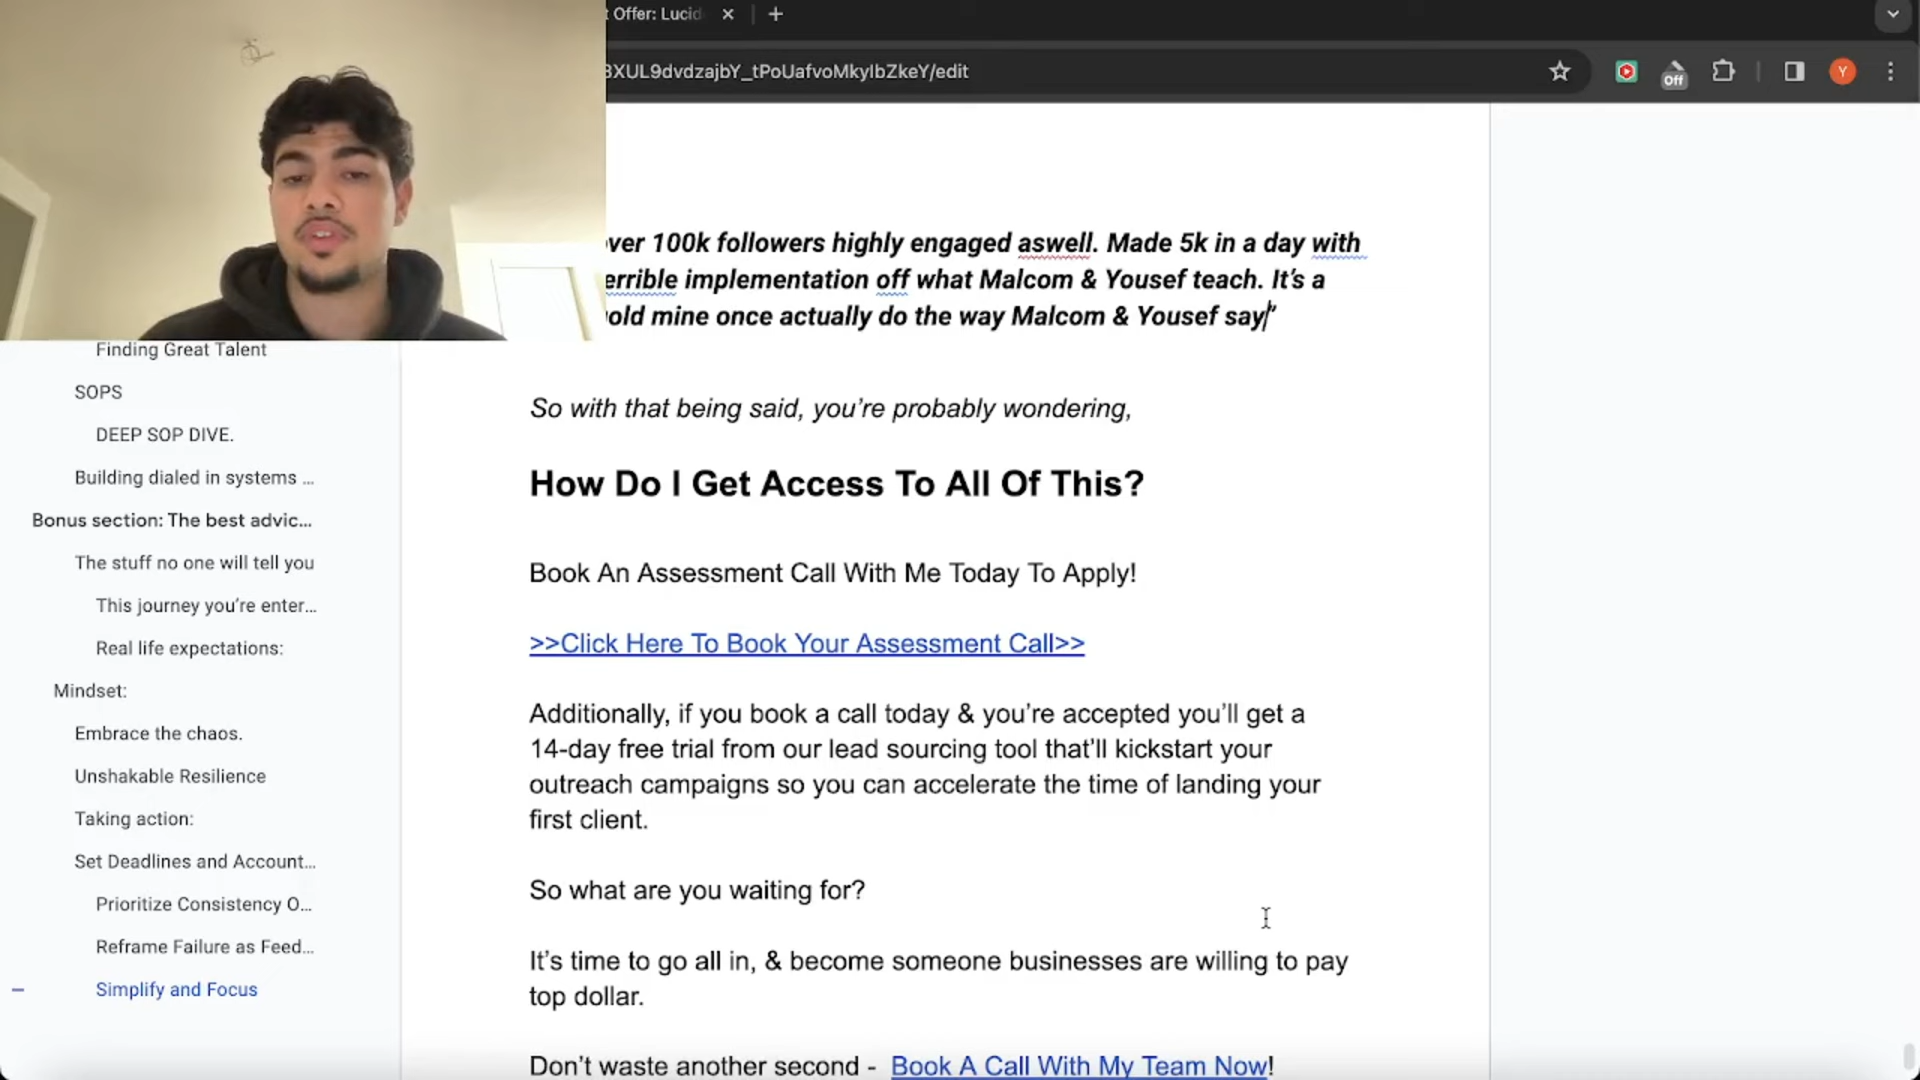 Offer: Lucid
XUL9dvdzajbY_tPoUafvoMkyIbZkeY/edit
Off
Y
ver 100k followers highly engaged aswell. Made 5k in a day with
errible implementation off what Malcom & Yousef teach. It's a
old mine once actually do the way Malcom & Yousef say"
So with that being said, you're probably wondering,
How Do I Get Access To All Of This?
Book An Assessment Call With Me Today To Apply!
>>Click Here To Book Your Assessment Call>>
Additionally, if you book a call today & you're accepted you'll get a
14-day free trial from our lead sourcing tool that'll kickstart your
outreach campaigns so you can accelerate the time of landing your
first client.
So what are you waiting for?
It's time to go all in, & become someone businesses are willing to pay
top dollar.
Don't waste another second - Book A Call With My Team Now!
Finding Great Talent
SOPS
DEEP SOP DIVE.
Building dialed in systems ...
Bonus section: The best advic...
The stuff no one will tell you
This journey you're enter...
Real life expectations:
Mindset:
Embrace the chaos.
Unshakable Resilience
Taking action:
Set Deadlines and Account...
Prioritize Consistency O...
Reframe Failure as Feed...
Simplify and Focus